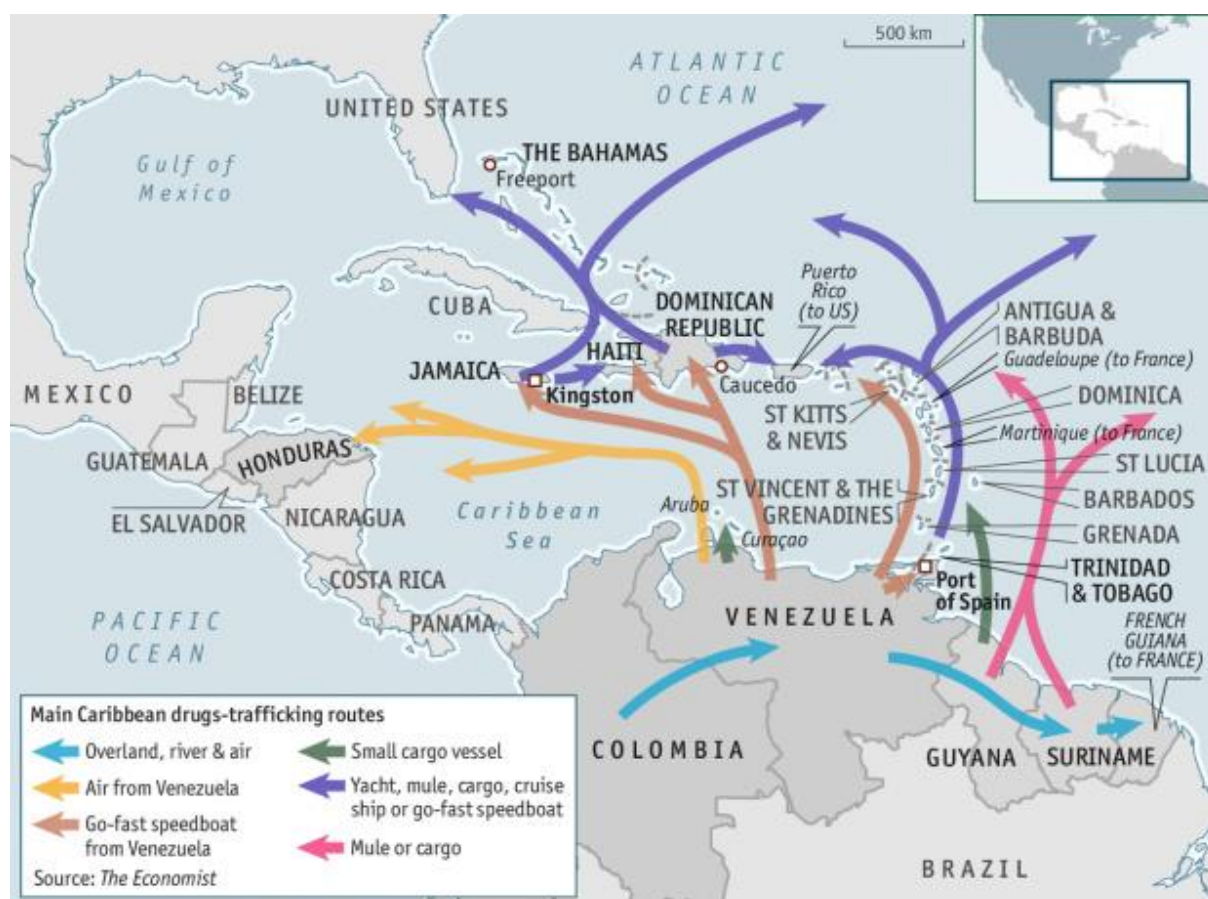 500 km
ATLANTIC
OCEAN
UNITED STATES
Gulf of
Mexico
THE BAHAMAS
Freeport
CUBA
DOMINICAN
REPUBLIC
Puerto
Rico
(to US)
HAITI
JAMAICA
Kingston
Caucedo
ANTIGUA &
BARBUDA
Guadeloupe (to France)
ST KITTS
& NEVIS
DOMINICA
Martinique (to France)
ST LUCIA
BARBADOS
ST VINCENT & THE
GRENADINES
GRENADA
MEXICO
BELIZE
GUATEMALA
HONDURAS
EL SALVADOR
NICARAGUA
Caribbean
Sea
Aruba
Curaçao
COSTA RICA
PANAMA
PACIFIC
OCEAN
VENEZUELA
Port
of Spain
TRINIDAD
& TOBAGO
FRENCH
GUIANA
(to FRANCE)
COLOMBIA
GUYANA
SURINAME
BRAZIL
Main Caribbean drugs-trafficking routes
Overland, river & air
Air from Venezuela
Go-fast speedboat
from Venezuela
Small cargo vessel
Yacht, mule, cargo, cruise
ship or go-fast speedboat
Mule or cargo
Source: The Economist